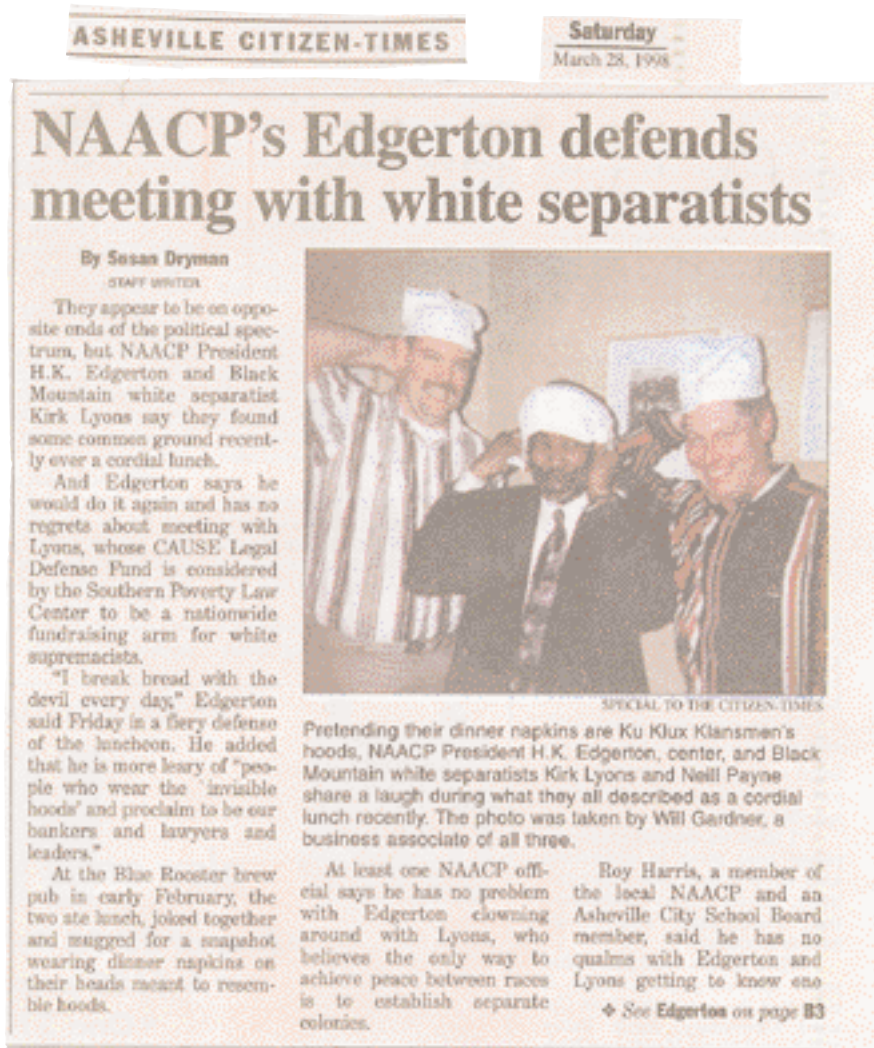 ASHEVILLE CITIZEN-TIMES
Saturday
March 28, 1998
NAACP's Edgerton defends
meeting with white separatists
By Susan Dryman
STAFF WRITER
They appear to be on oppo-
site ends of the political spec-
trum, but NAACP President
H.K. Edgerton and Black
Mountain white separatist
Kirk Lyons say they found
some common ground recent-
ly over a cordial lunch.
And Edgerton says he
would do it again and has no
regrets about meeting with
Lyons, whose CAUSE Legal
Defense Fund is considered
by the Southern Poverty Law
Center to be a nationwide
fundraising arm for white
supremacists.
"I break bread with the
devil every day," Edgerton
said Friday in a fiery defense
of the luncheon. He added
that he is more leary of "peo-
ple who wear the `invisible
hoods' and proclaim to be our
bankers and lawyers and
leaders."
At the Blue Rooster brew
pub in early February, the
two ate lunch, joked together
and mugged for a snapshot
wearing dinner napkins on
their heads meant to resem-
ble hoods.
SPECIAL TO THE CITIZEN-TIMES
Pretending their dinner napkins are Ku Klux Klansmen's
hoods, NAACP President H.K. Edgerton, center, and Black
Mountain white separatists Kirk Lyons and Neill Payne
share a laugh during what they all described as a cordial
lunch recently. The photo was taken by Will Gardner, a
business associate of all three.
At least one NAACP offi-
cial says he has no problem
with Edgerton clowning
around with Lyons, who
believes the only way to
achieve peace between races
is to establish separate
colonies.
Roy Harris, a member of
the local NAACP and an
Asheville City School Board
member, said he has no
qualms with Edgerton and
Lyons getting to know one
❖ See Edgerton on page B3